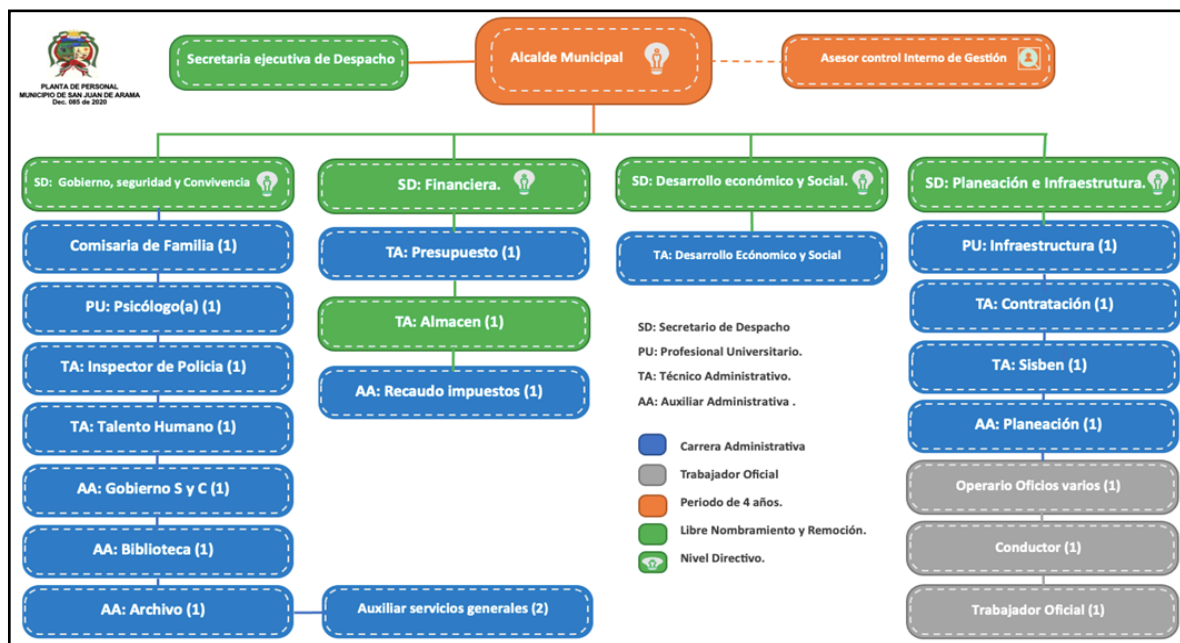 PLANTA DE PERSONAL
MUNICIPIO DE SAN JUAN DE ARAMA
Dec. 085 de 2020
Secretaria ejecutiva de Despacho
Alcalde Municipal
Asesor control Interno de Gestión
SD: Gobierno, seguridad y Convivencia
Comisaria de Familia (1)
PU: Psicólogo(a) (1)
TA: Inspector de Policia (1)
TA: Talento Humano (1)
AA: Gobierno S y C (1)
AA: Biblioteca (1)
AA: Archivo (1)
Auxiliar servicios generales (2)
SD: Financiera.
TA: Presupuesto (1)
TA: Almacen (1)
AA: Recaudo impuestos (1)
SD: Desarrollo económico y Social.
TA: Desarrollo Ecónomico y Social
SD: Secretario de Despacho
PU: Profesional Universitario.
TA: Técnico Administrativo.
AA: Auxiliar Administrativa .
Carrera Administrativa
Trabajador Oficial
Periodo de 4 años.
Libre Nombramiento y Remoción.
Nivel Directivo.
SD: Planeación e Infraestrutura.
PU: Infraestructura (1)
TA: Contratación (1)
TA: Sisben (1)
AA: Planeación (1)
Operario Oficios varios (1)
Conductor (1)
Trabajador Oficial (1)